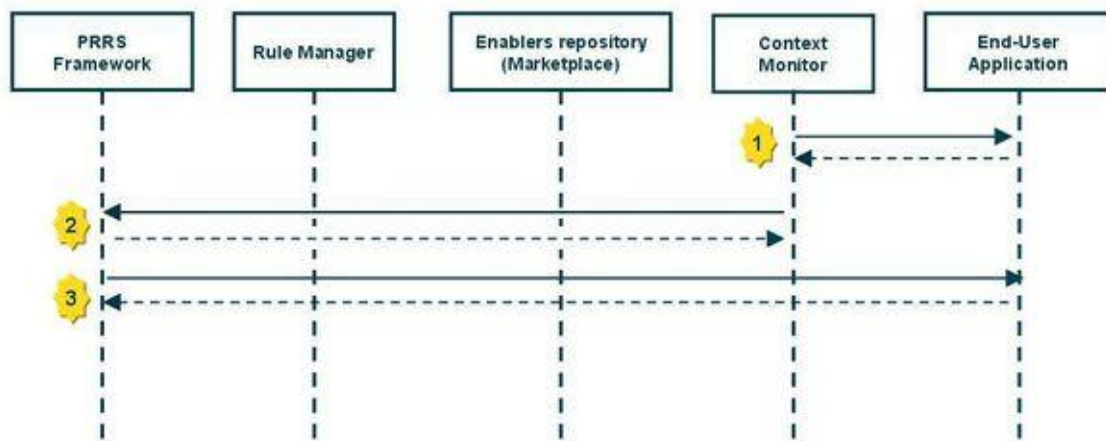 PRRS
Framework
Rule Manager
Enablers repository
(Marketplace)
Context
Monitor
End-User
Application
1
2
3